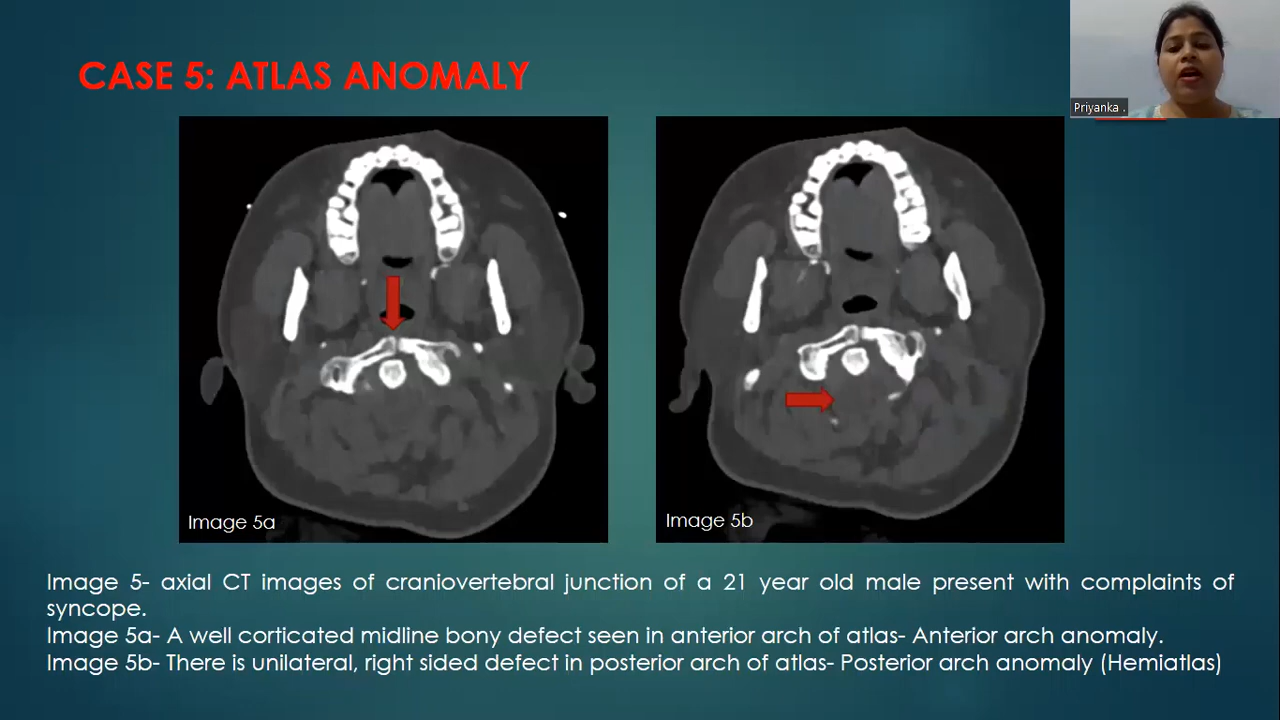 CASE 5: ATLAS ANOMALY
Priyanka .
Image 5a
Image 5b
Image 5- axial CT images of craniovertebral junction of a 21 year old male present with complaints of
syncope.
Image 5a- A well corticated midline bony defect seen in anterior arch of atlas- Anterior arch anomaly.
Image 5b- There is unilateral, right sided defect in posterior arch of atlas- Posterior arch anomaly (Hemiatlas)